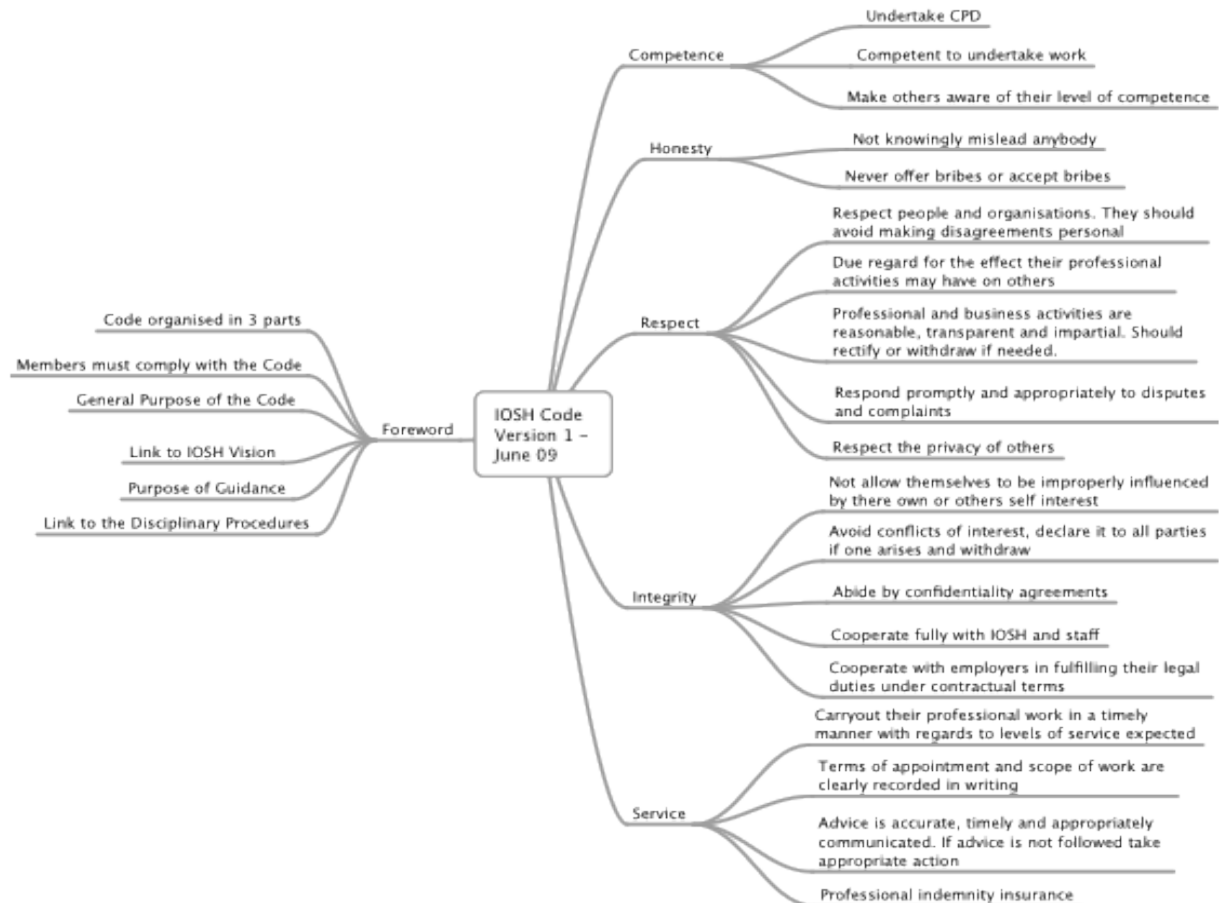 Undertake CPD
Competence
Competent to undertake work
Make others aware of their level of competence
Honesty
Not knowingly mislead anybody
Never offer bribes or accept bribes
Respect people and organisations. They should
avoid making disagreements personal
Due regard for the effect their professional
activities may have on others
Respect
Professional and business activities are
reasonable, transparent and impartial. Should
rectify or withdraw if needed.
Respond promptly and appropriately to disputes
and complaints
Respect the privacy of others
Code organised in 3 parts
Members must comply with the Code
General Purpose of the Code
Foreword
Link to IOSH Vision
Purpose of Guidance
Link to the Disciplinary Procedures
IOSH Code
Version 1 –
June 09
Not allow themselves to be improperly influenced
by there own or others self interest
Avoid conflicts of interest, declare it to all parties
if one arises and withdraw
Integrity
Abide by confidentiality agreements
Cooperate fully with IOSH and staff
Cooperate with employers in fulfilling their legal
duties under contractual terms
Carryout their professional work in a timely
manner with regards to levels of service expected
Terms of appointment and scope of work are
clearly recorded in writing
Service
Advice is accurate, timely and appropriately
communicated. If advice is not followed take
appropriate action
Professional indemnity insurance